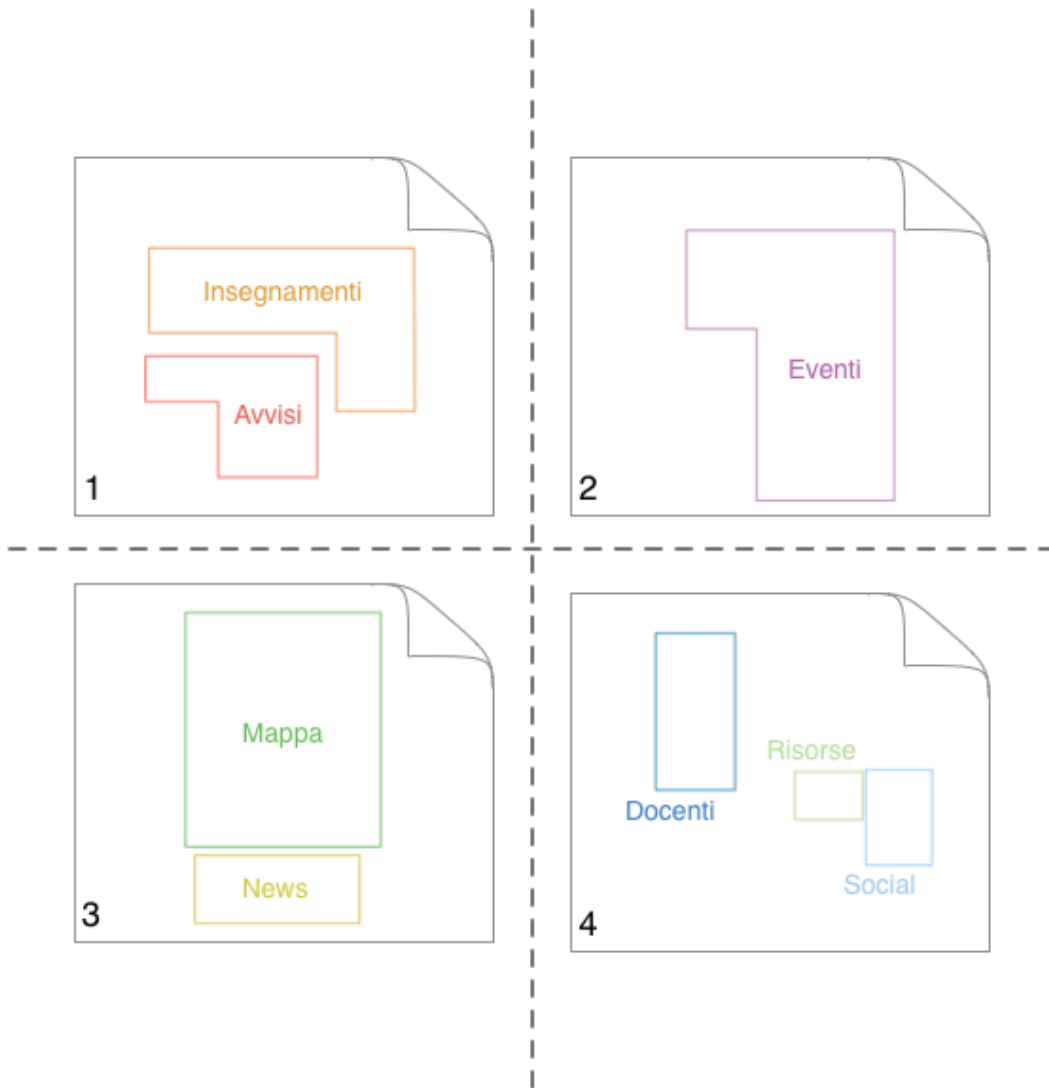 Insegnamenti
Avvisi
1
Eventi
2
Mappa
News
3
Risorse
Docenti
Social
4